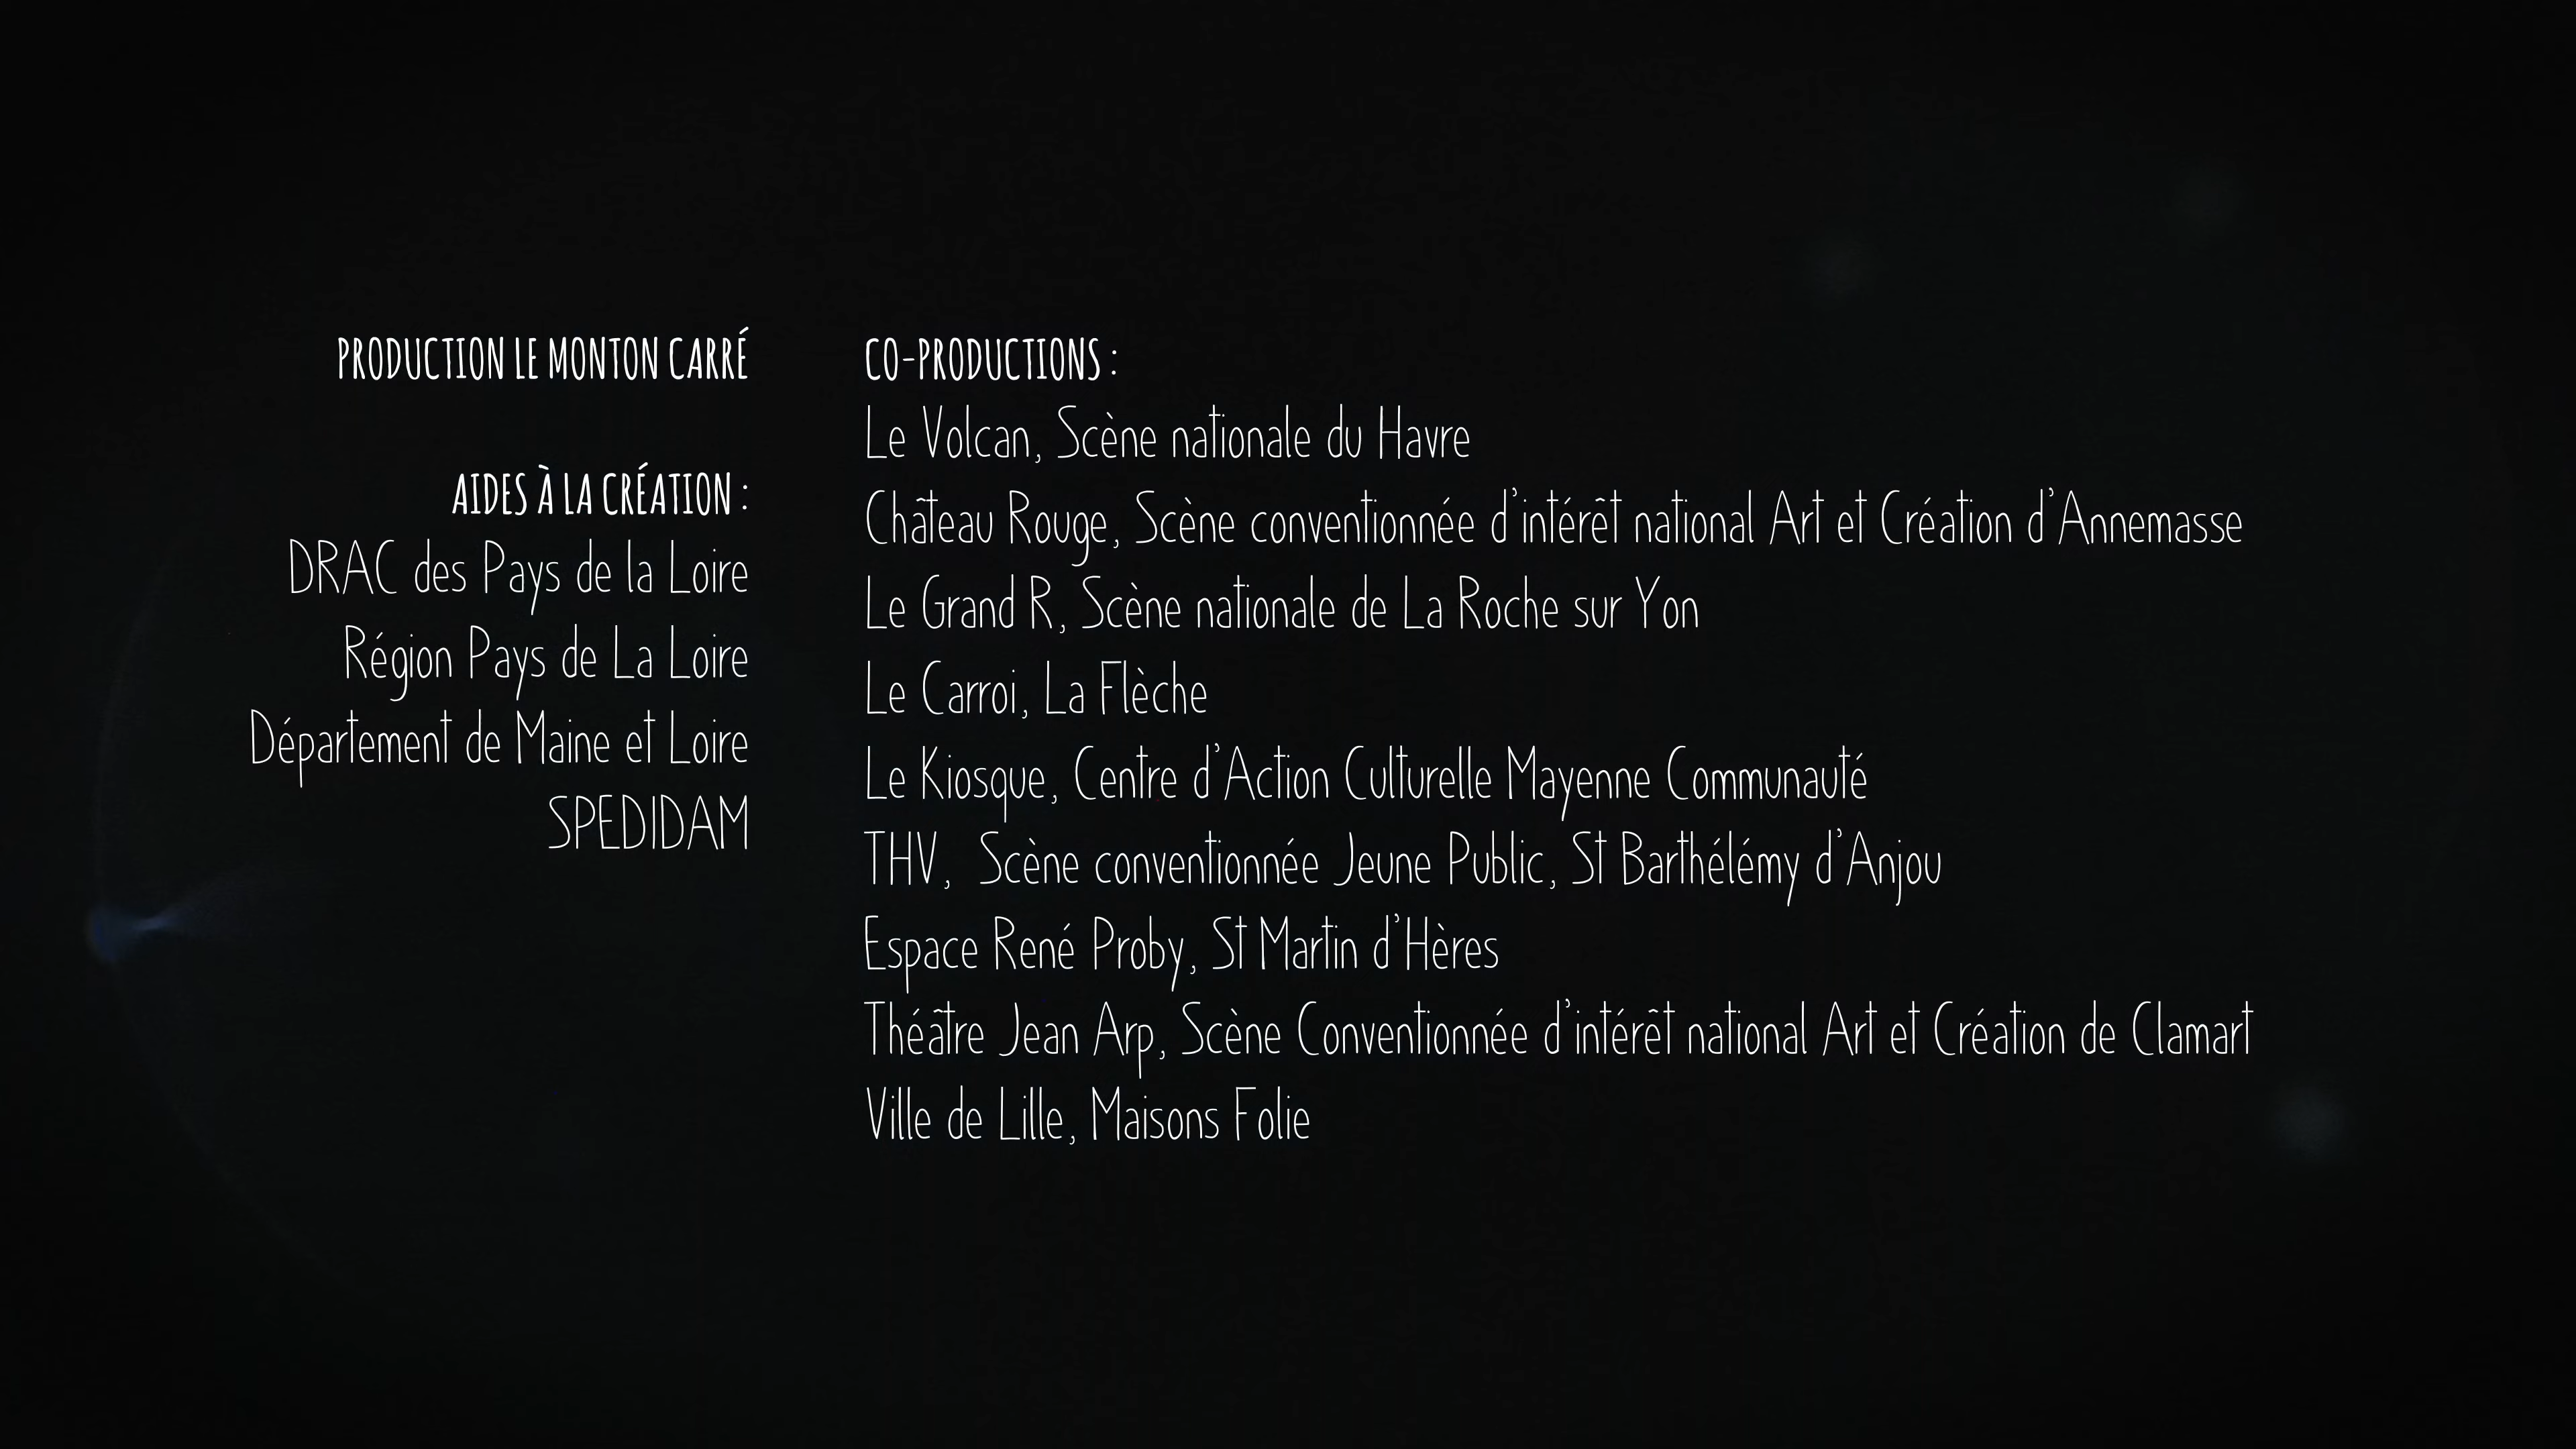 PRODUCTION LE MONTON CARRÉ
AIDES À LA CRÉATION :
DRAC des Pays de la Loire
Région Pays de La Loire
Département de Maine et Loire
SPEDIDAM
CO-PRODUCTIONS :
Le Volcan, Scène nationale du Havre
Château Rouge, Scène conventionnée d'intérêt national Art et Création d'Annemasse
Le Grand R, Scène nationale de La Roche sur Yon
Le Carroi, La Flèche
Le Kiosque, Centre d'Action Culturelle Mayenne Communauté
THV, Scène conventionnée Jeune Public, St Barthélémy d'Anjou
Espace René Proby, St Martin d'Hères
Théâtre Jean Arp, Scène Conventionnée d'intérêt national Art et Création de Clamart
Ville de Lille, Maisons Folie